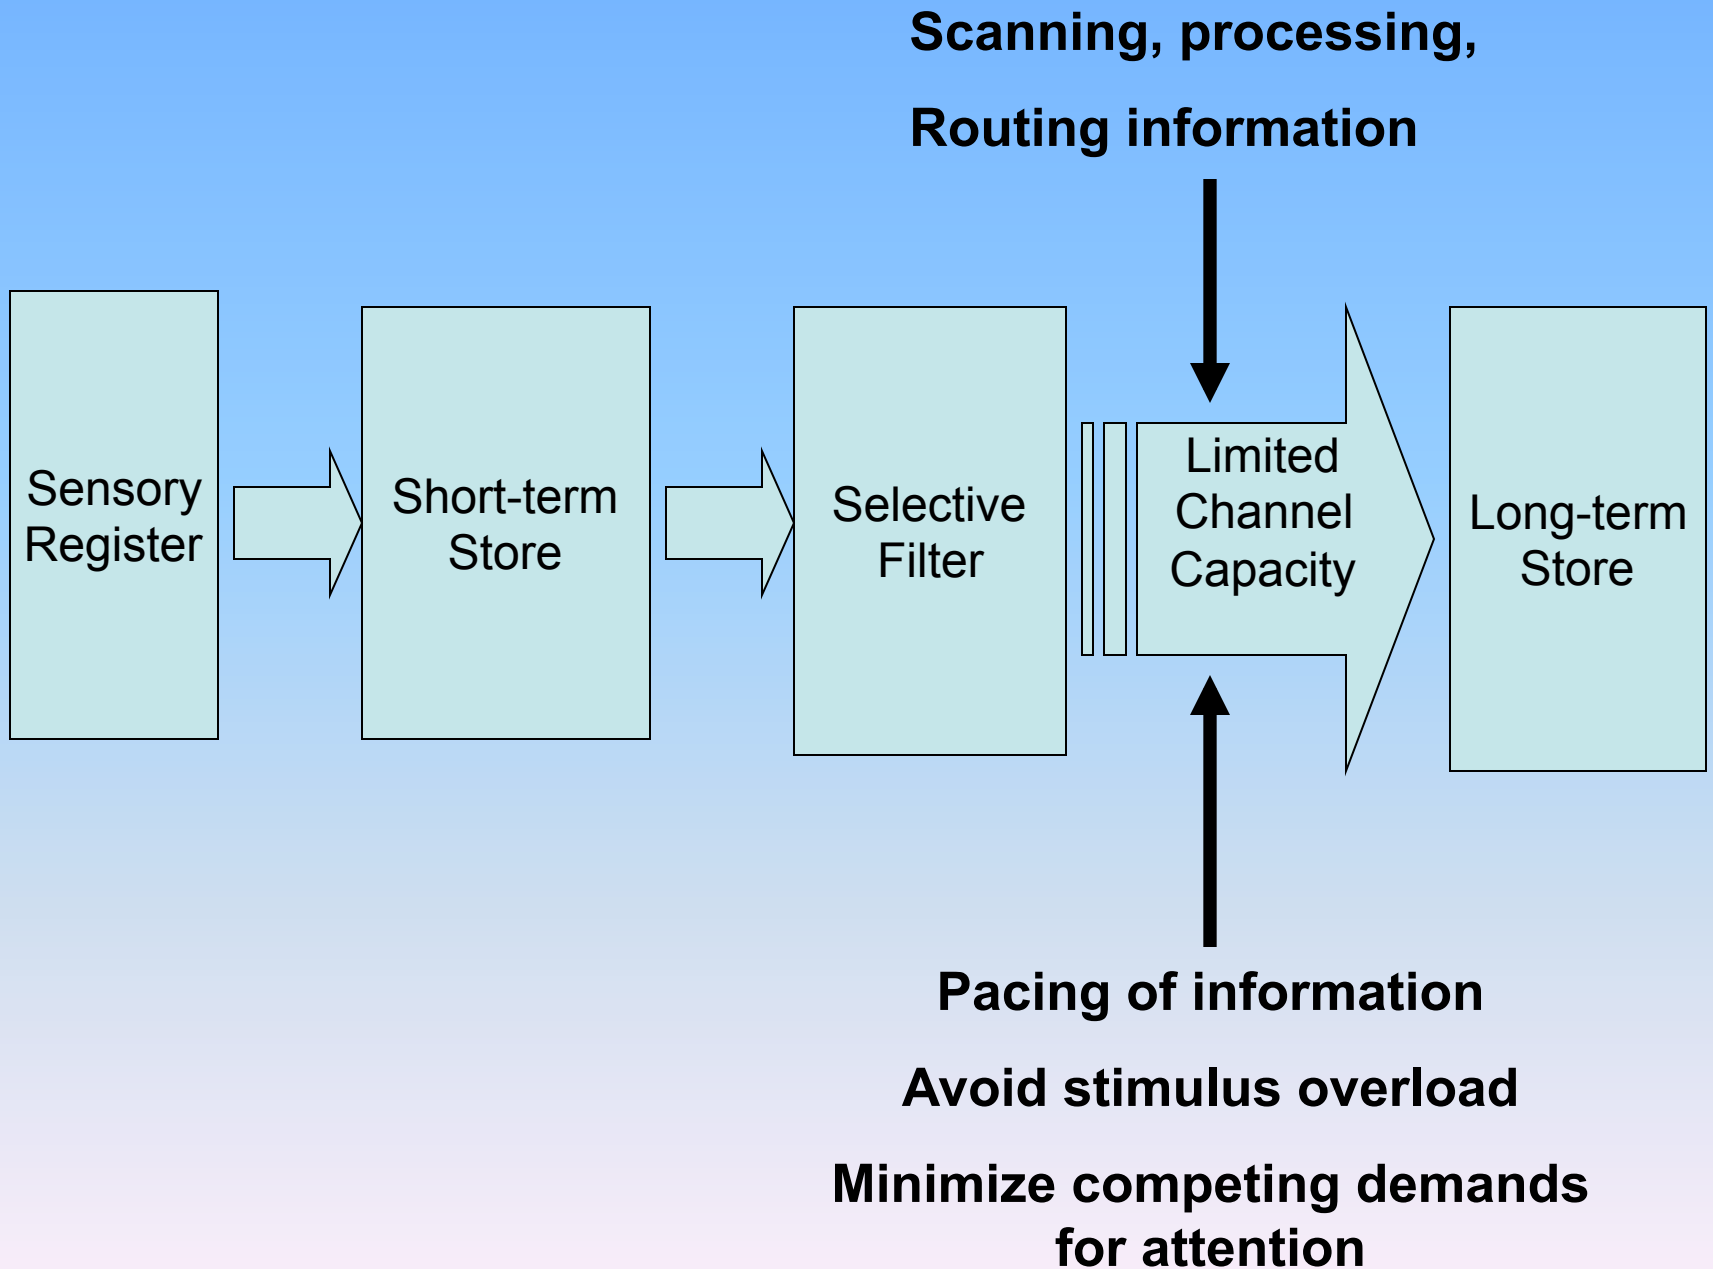 Scanning, processing,
Routing information
Sensory
Register
Short-term
Store
Selective
Filter
Limited
Channel
Capacity
Long-term
Store
Pacing of information
Avoid stimulus overload
Minimize competing demands
for attention